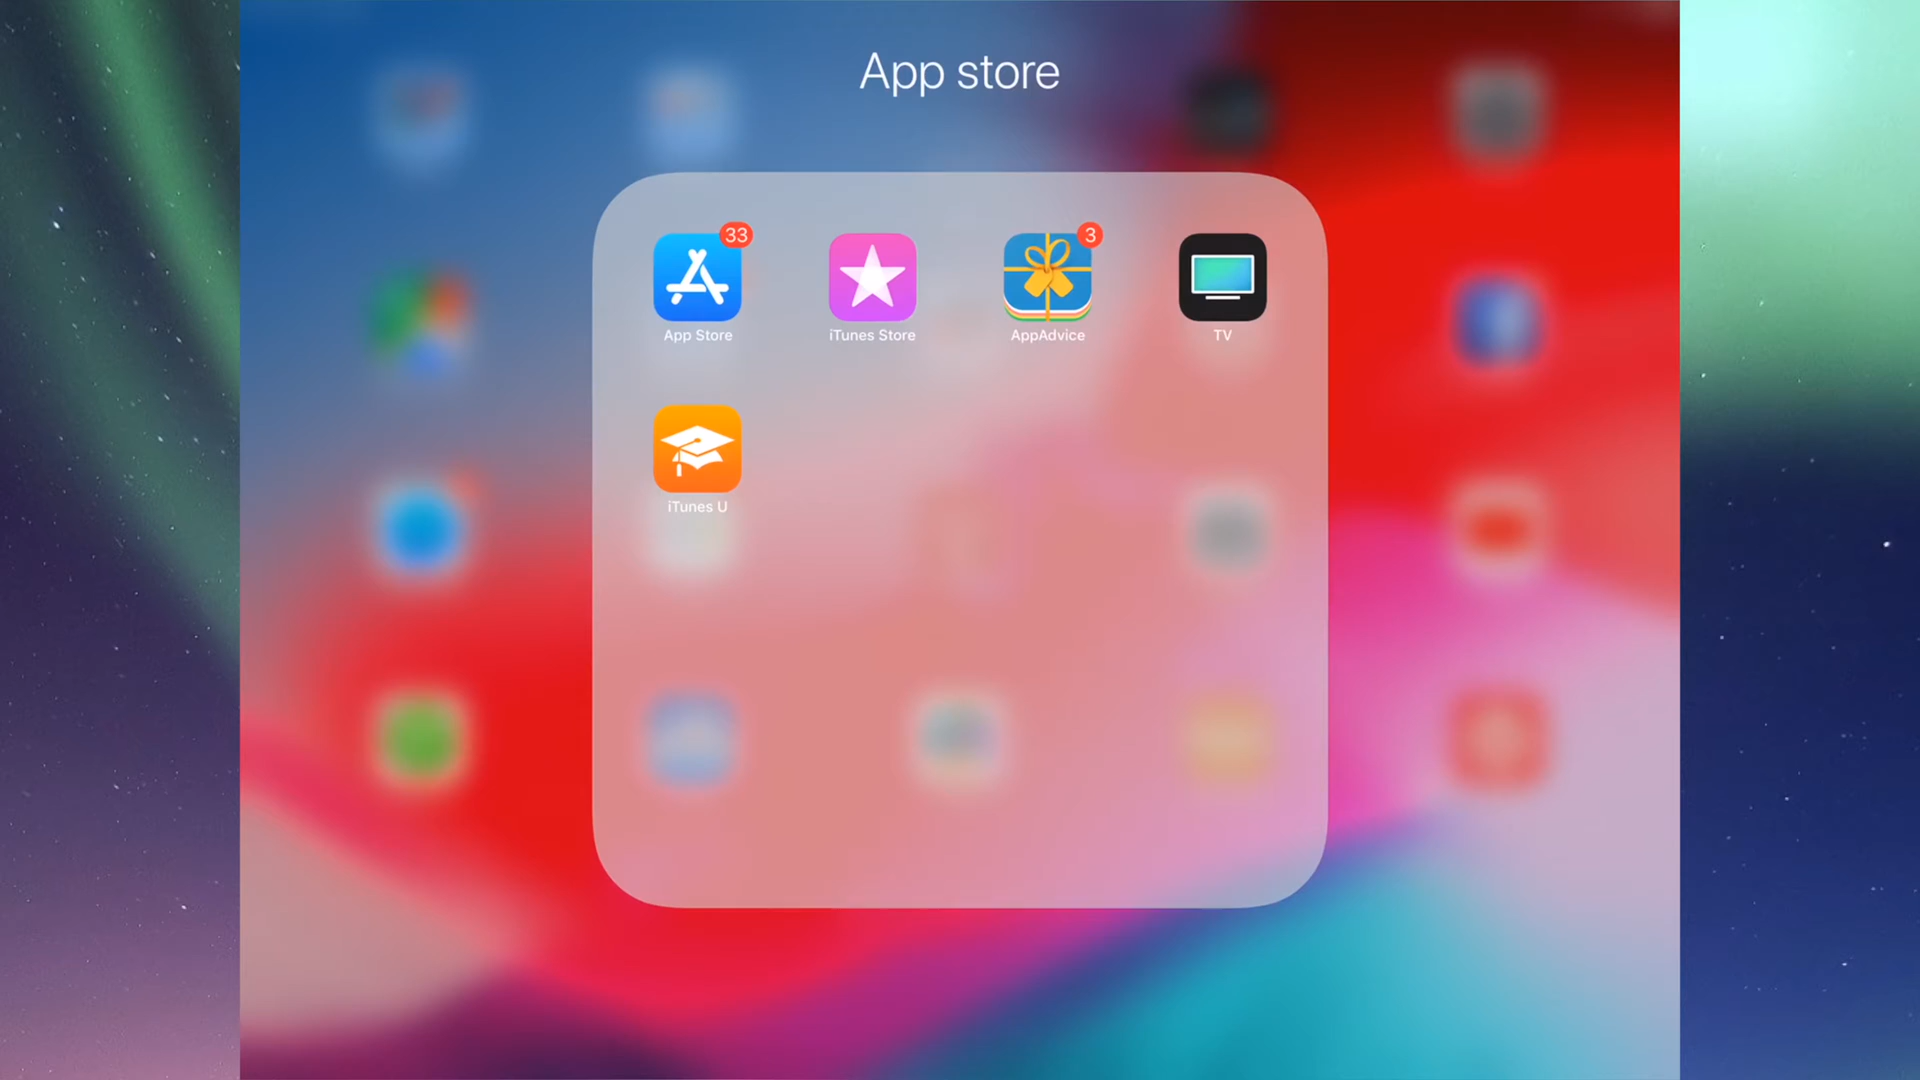 App store
33
3
App Store
iTunes Store
AppAdvice
TV
iTunes U